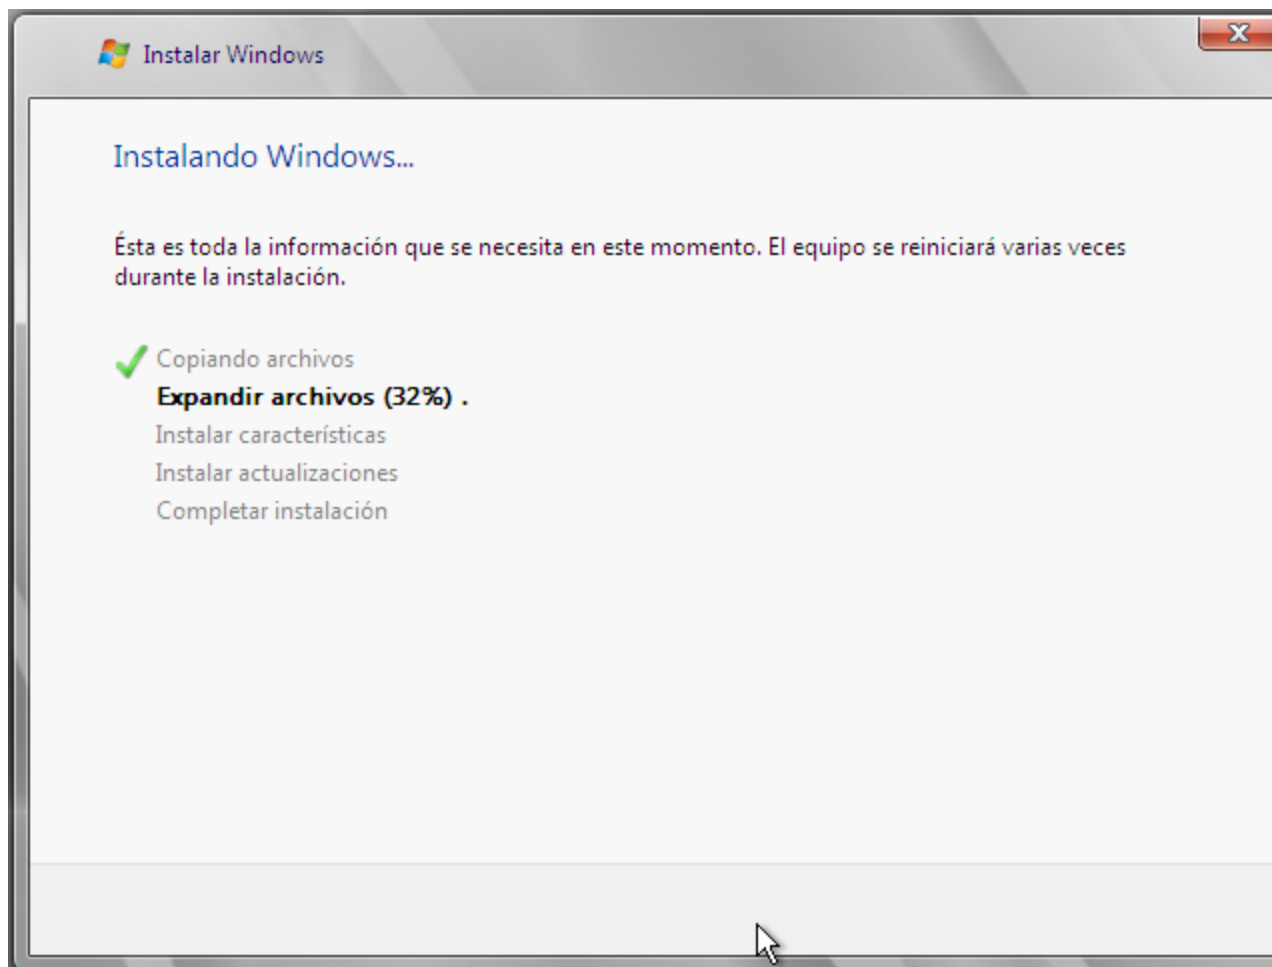 Instalar Windows
Instalando Windows...
Ésta es toda la información que se necesita en este momento. El equipo se reiniciará varias veces
durante la instalación.
Copiando archivos
Expandir archivos (32%) .
Instalar características
Instalar actualizaciones
Completar instalación